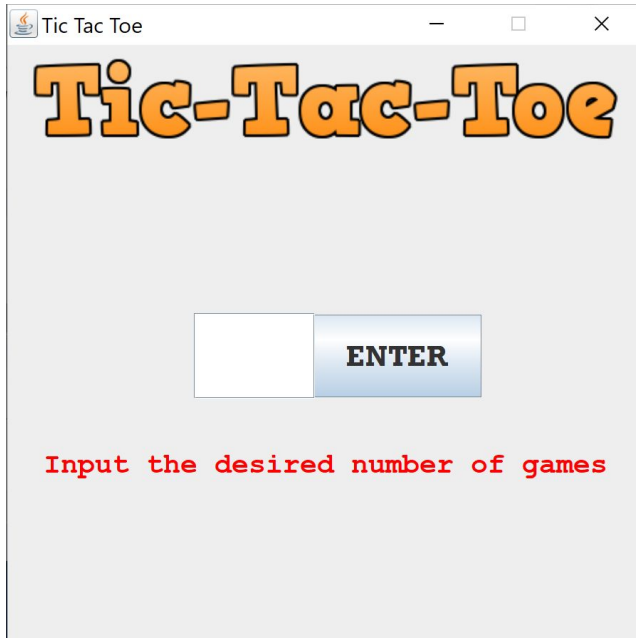 Tic Tac Toe
Tic-Tac-Toe
ENTER
Input the desired number of games